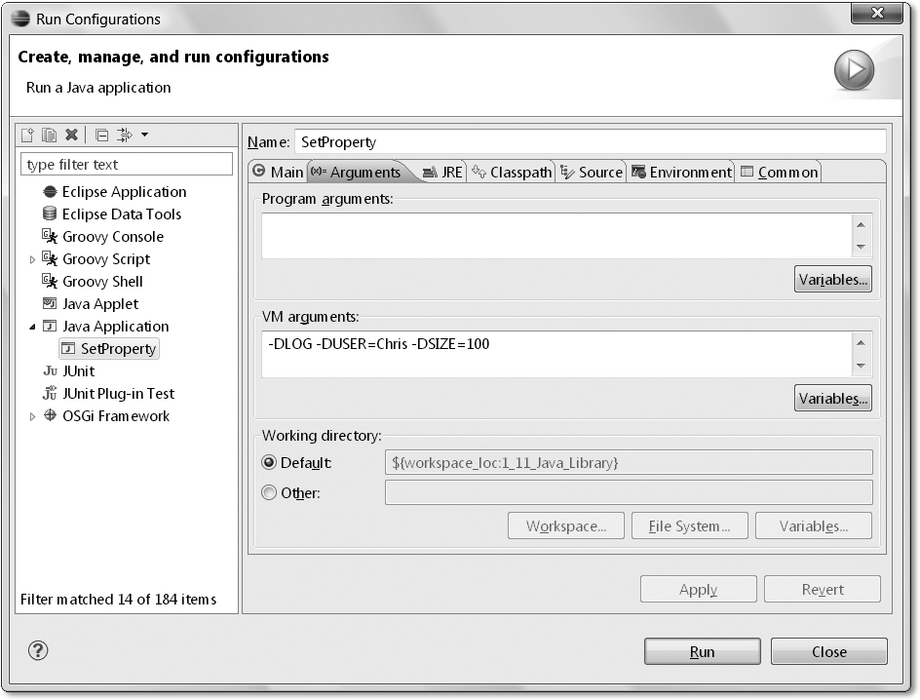 Run Configurations
Create, manage, and run configurations
Run a Java application
type filter text
Eclipse Application
Eclipse Data Tools
Groovy Console
Groovy Script
Groovy Shell
Java Applet
Java Application
SetProperty
JUnit
JUnit Plug-in Test
OSGi Framework
Filter matched 14 of 184 items
Name: SetProperty
Main Arguments JRE Classpath Source Environment Common
Program arguments:
Variables...
VM arguments:
-DLOG -DUSER=Chris -DSIZE=100
Variables...
Working directory:
Default: ${workspace_loc:1_11_Java_Library}
Other:
Workspace... File System... Variables...
Apply Revert
Run Close